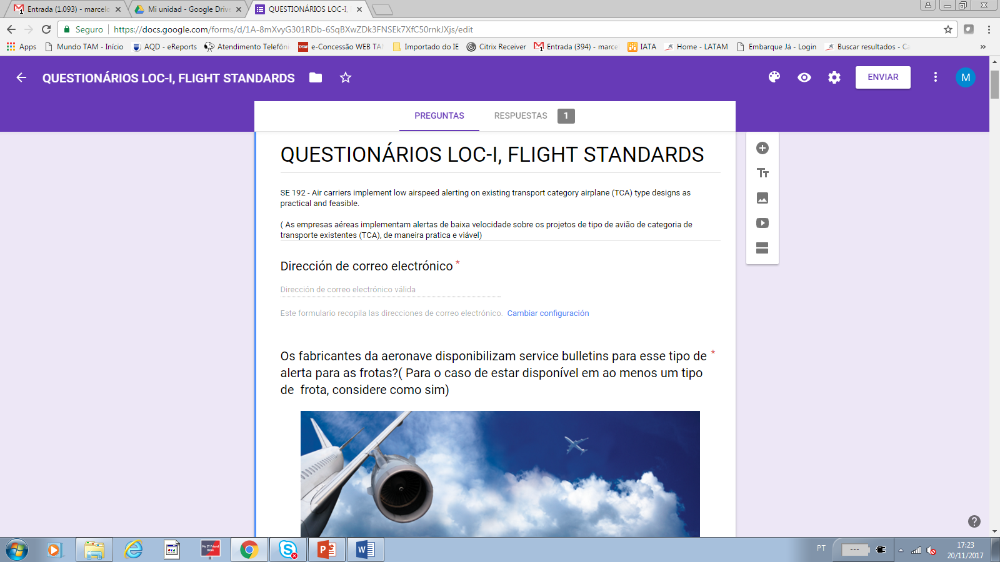 Entrada (1.093) - marcelo
Mi unidad - Google Drive
QUESTIONÁRIOS LOC-I,
Seguro
https://docs.google.com/forms/d/1A-8mXvyG301RDb-6SqBXwZDk3FNSEk7XfC50rnkJXjs/edit
Apps
Mundo TAM - Início
AQD - eReports
Atendimento Telefôni
e-Concessão WEB TA
Importado do IE
Citrix Receiver
Entrada (394) - marce
IATA
Home - LATAM
Embarque Já - Login
Buscar resultados - Ca
»
QUESTIONÁRIOS LOC-I, FLIGHT STANDARDS
ENVIAR
M
PREGUNTAS
RESPUESTAS
1
QUESTIONÁRIOS LOC-I, FLIGHT STANDARDS
SE 192 - Air carriers implement low airspeed alerting on existing transport category airplane (TCA) type designs as
practical and feasible.
( As empresas aéreas implementam alertas de baixa velocidade sobre os projetos de tipo de avião de categoria de
transporte existentes (TCA), de maneira pratica e viável)
Dirección de correo electrónico *
Dirección de correo electrónico válida
Este formulario recopila las direcciones de correo electrónico. Cambiar configuración
Os fabricantes da aeronave disponibilizam service bulletins para esse tipo de *
alerta para as frotas?( Para o caso de estar disponível em ao menos um tipo
de  frota, considere como sim)
My IT Friend
Desk
PT
---
17:23
20/11/2017